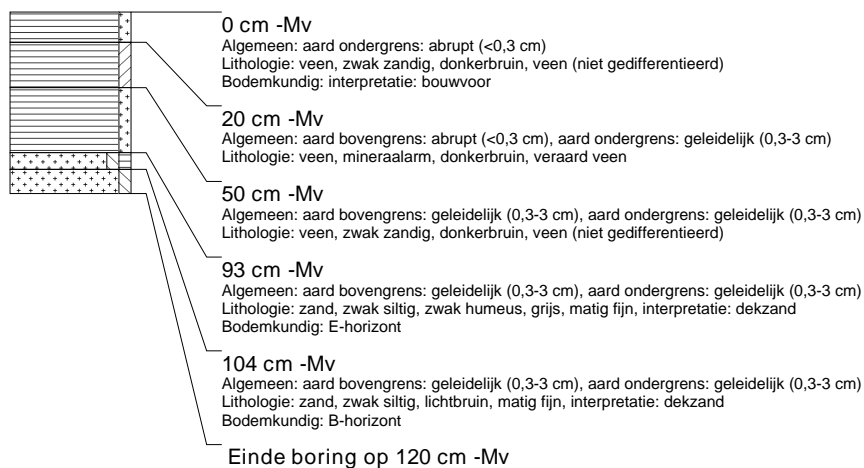 0 cm -Mv
Algemeen: aard ondergrens: abrupt (<0,3 cm)
Lithologie: veen, zwak zandig, donkerbruin, veen (niet gedifferentieerd)
Bodemkundig: interpretatie: bouwvoor
20 cm -Mv
Algemeen: aard bovengrens: abrupt (<0,3 cm), aard ondergrens: geleidelijk (0,3-3 cm)
Lithologie: veen, mineraalarm, donkerbruin, veraard veen
50 cm -Mv
Algemeen: aard bovengrens: geleidelijk (0,3-3 cm), aard ondergrens: geleidelijk (0,3-3 cm)
Lithologie: veen, zwak zandig, donkerbruin, veen (niet gedifferentieerd)
93 cm -Mv
Algemeen: aard bovengrens: geleidelijk (0,3-3 cm), aard ondergrens: geleidelijk (0,3-3 cm)
Lithologie: zand, zwak siltig, zwak humeus, grijs, matig fijn, interpretatie: dekzand
Bodemkundig: E-horizont
104 cm -Mv
Algemeen: aard bovengrens: geleidelijk (0,3-3 cm), aard ondergrens: geleidelijk (0,3-3 cm)
Lithologie: zand, zwak siltig, lichtbruin, matig fijn, interpretatie: dekzand
Bodemkundig: B-horizont
Einde boring op 120 cm -Mv